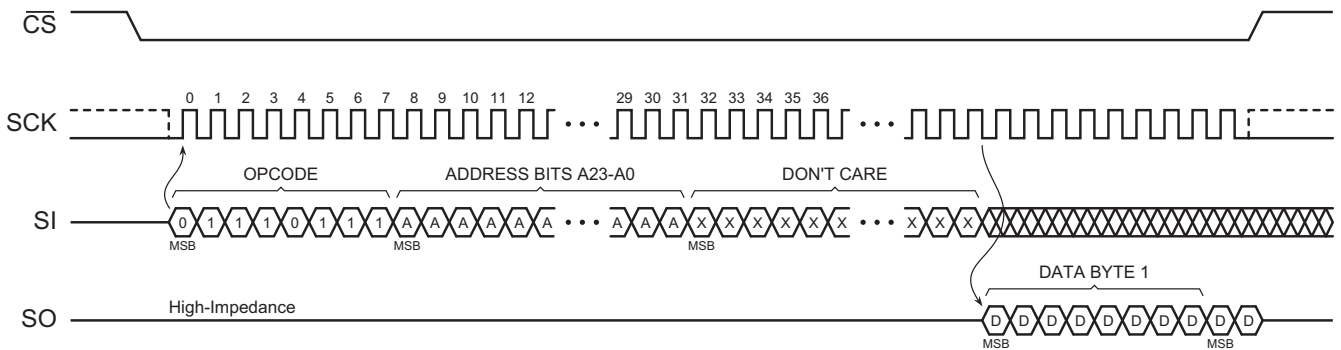 CS
0 1 2 3 4 5 6 7 8 9 10 11 12 29 30 31 32 33 34 35 36
SCK
OPCODE ADDRESS BITS A23-A0 DON'T CARE
SI 0 1 1 1 0 1 1 1 A A A A A A A A A X X X X X X X X X
MSB MSB MSB
DATA BYTE 1
High-Impedance
SO D D D D D D D D D D
MSB MSB